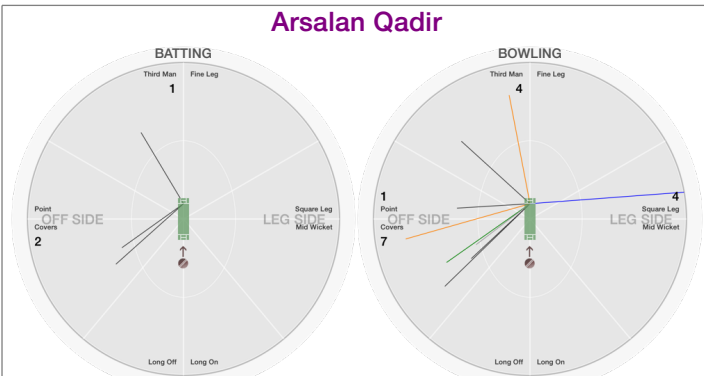 Arsalan Qadir
BATTING
Third Man Fine Leg
1
Point
OFF SIDE
Covers
2
Square Leg
LEG SIDE
Mid Wicket
Long Off Long On
BOWLING
Third Man Fine Leg
4
1
Point
OFF SIDE
Covers
7
4
Square Leg
LEG SIDE
Mid Wicket
Long Off Long On